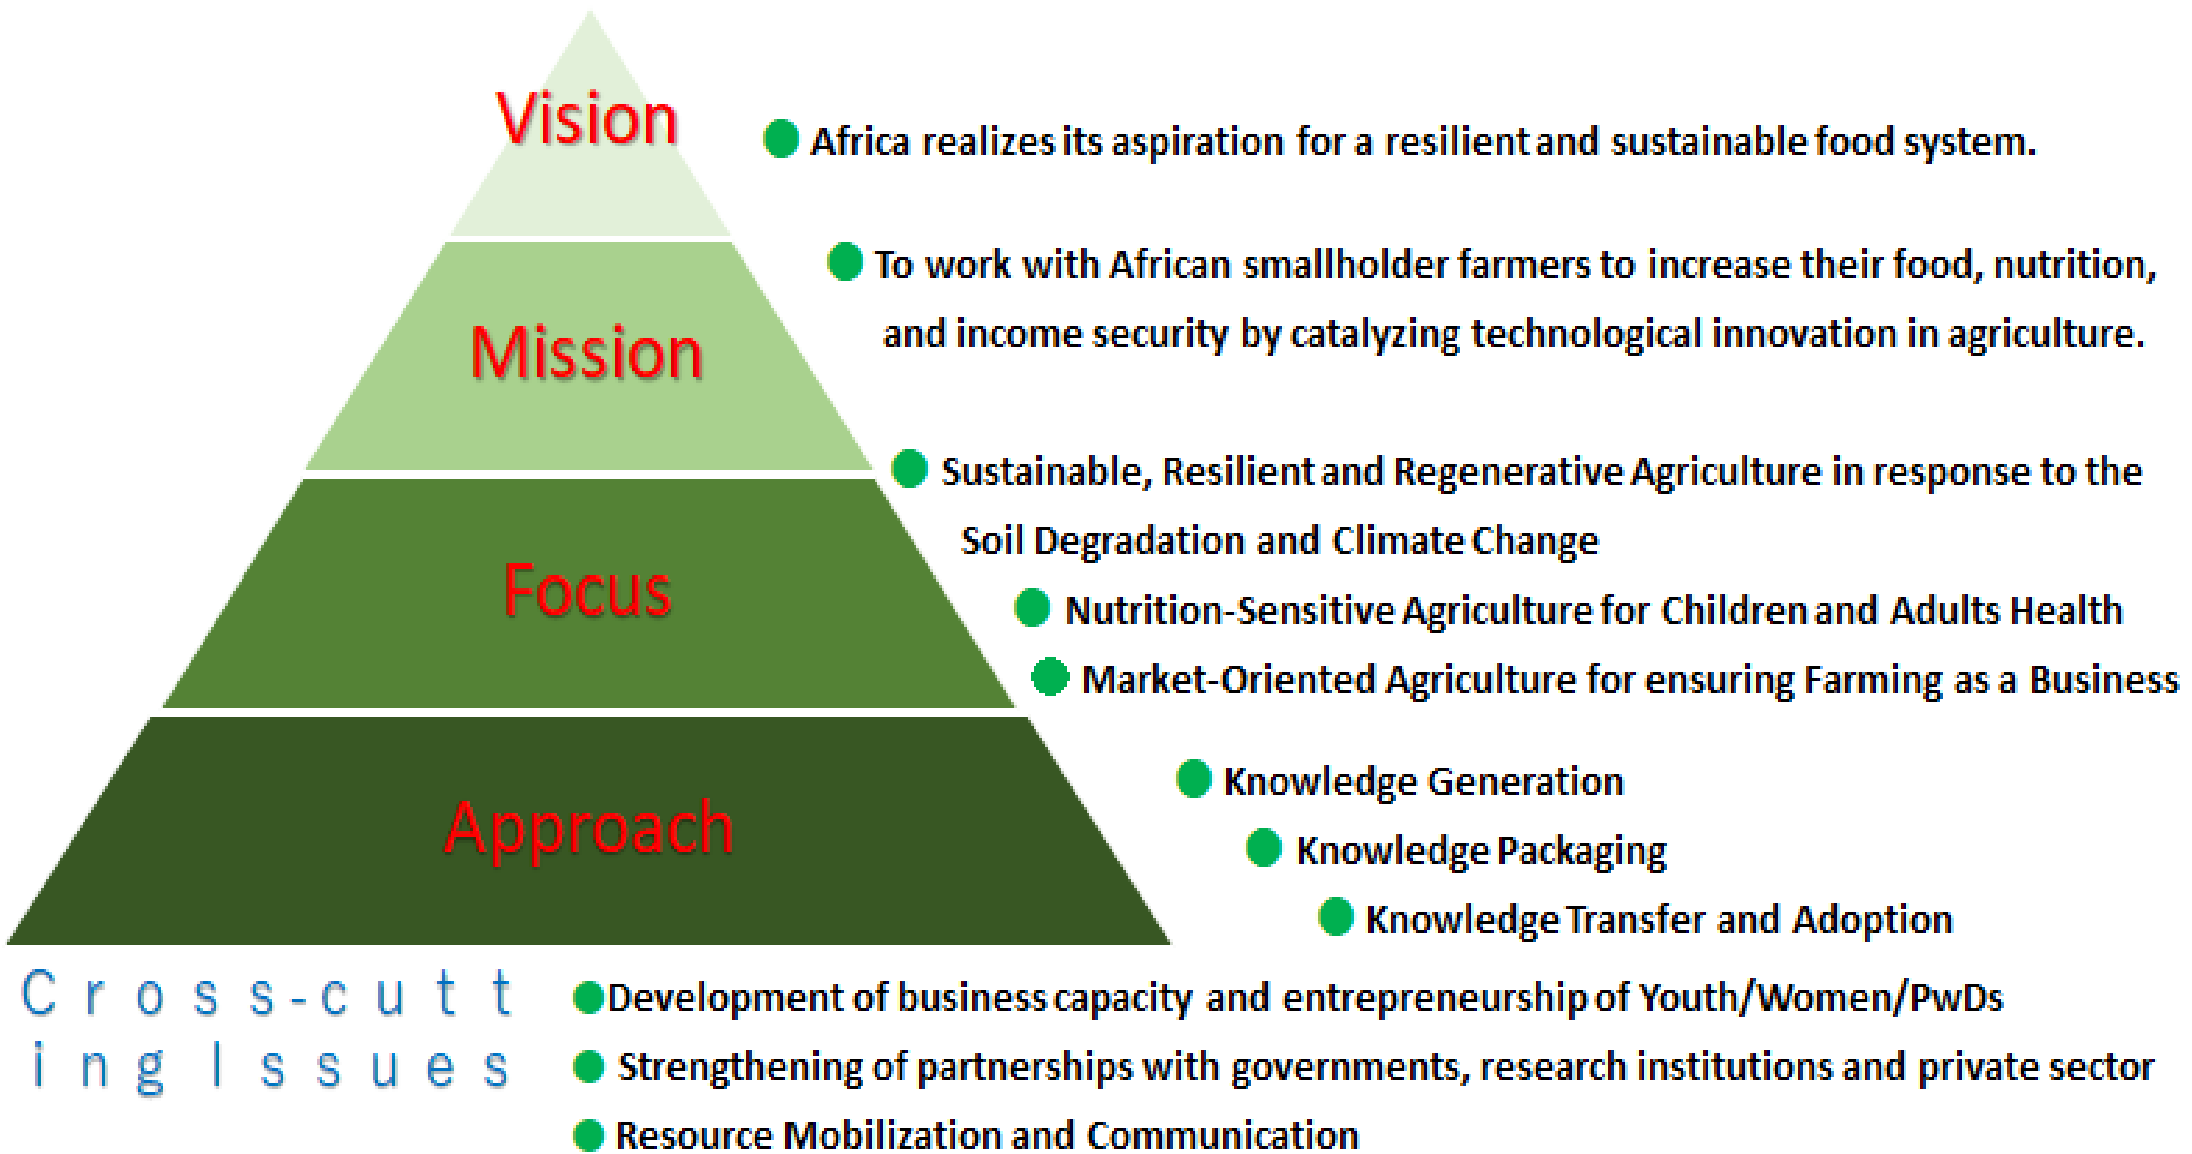 Vision
Africa realizes its aspiration for a resilient and sustainable food system.
Mission
To work with African smallholder farmers to increase their food, nutrition,
and income security by catalyzing technological innovation in agriculture.
Focus
Sustainable, Resilient and Regenerative Agriculture in response to the
Soil Degradation and Climate Change
Nutrition-Sensitive Agriculture for Children and Adults Health
Market-Oriented Agriculture for ensuring Farming as a Business
Approach
Knowledge Generation
Knowledge Packaging
Knowledge Transfer and Adoption
Cross-cutt
ing Issues
Development of business capacity and entrepreneurship of Youth/Women/PwDs
Strengthening of partnerships with governments, research institutions and private sector
Resource Mobilization and Communication